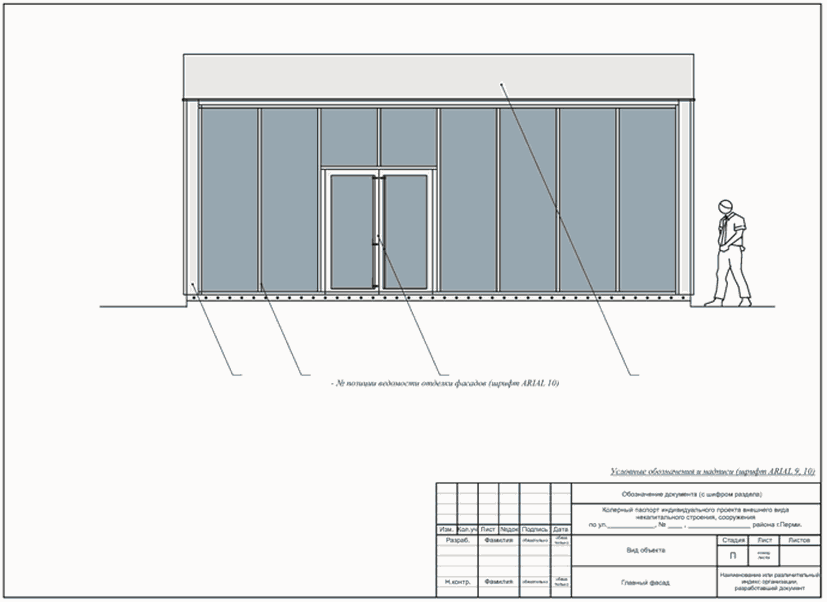 - № позиции ведомости отделки фасадов (шрифт ARIAL 10)
Условные обозначения и надписи (шрифт ARIAL 9, 10)
Обозначение документа (с шифром раздела)
Колерный паспорт индивидуального проекта внешнего вида
некапитального строения, сооружения
по ул.______________, № ____ , _________________ района г.Перми.
Изм. Кол.уч Лист №док Подпись Дата
Разраб. Фамилия
Вид объекта
Стадия Лист Листов
П
Н.контр. Фамилия
Главный фасад
Наименование или различительный
индекс организации,
разработавшей документ